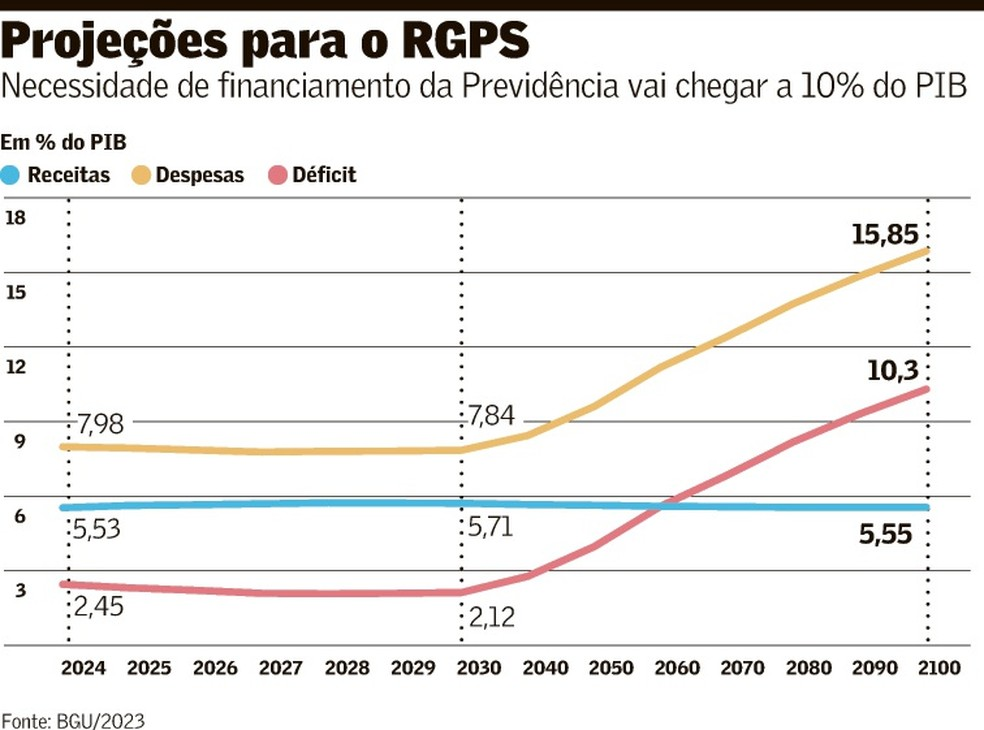 Projeções para o RGPS
Necessidade de financiamento da Previdência vai chegar a 10% do PIB
Em % do PIB
Receitas Despesas Déficit
18
15,85
15
12
10,3
7,98 7,84
9
6
5,53 5,71 5,55
3
2,45 2,12
2024 2025 2026 2027 2028 2029 2030 2040 2050 2060 2070 2080 2090 2100
Fonte: BGU/2023